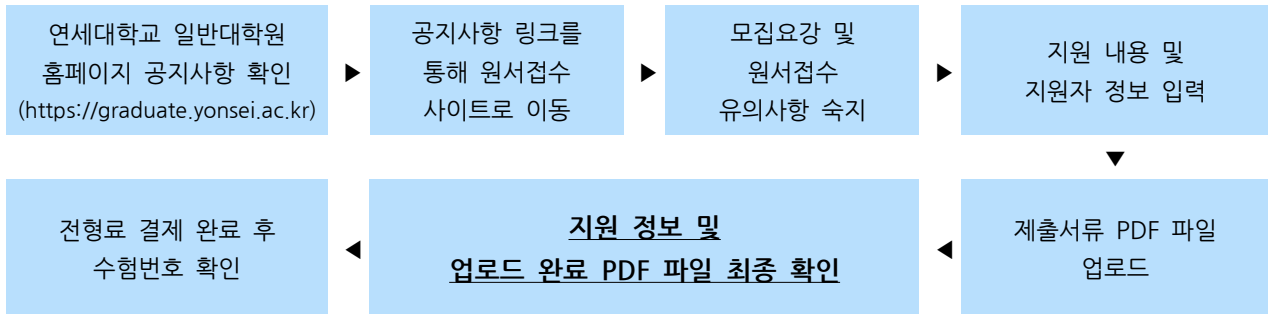 연세대학교 일반대학원
홈페이지 공지사항 확인
(https://graduate.yonsei.ac.kr)
▶
공지사항 링크를
통해 원서접수
사이트로 이동
▶
모집요강 및
원서접수
유의사항 숙지
▶
지원 내용 및
지원자 정보 입력
▼
제출서류 PDF 파일
업로드
◀
지원 정보 및
업로드 완료 PDF 파일 최종 확인
◀
전형료 결제 완료 후
수험번호 확인